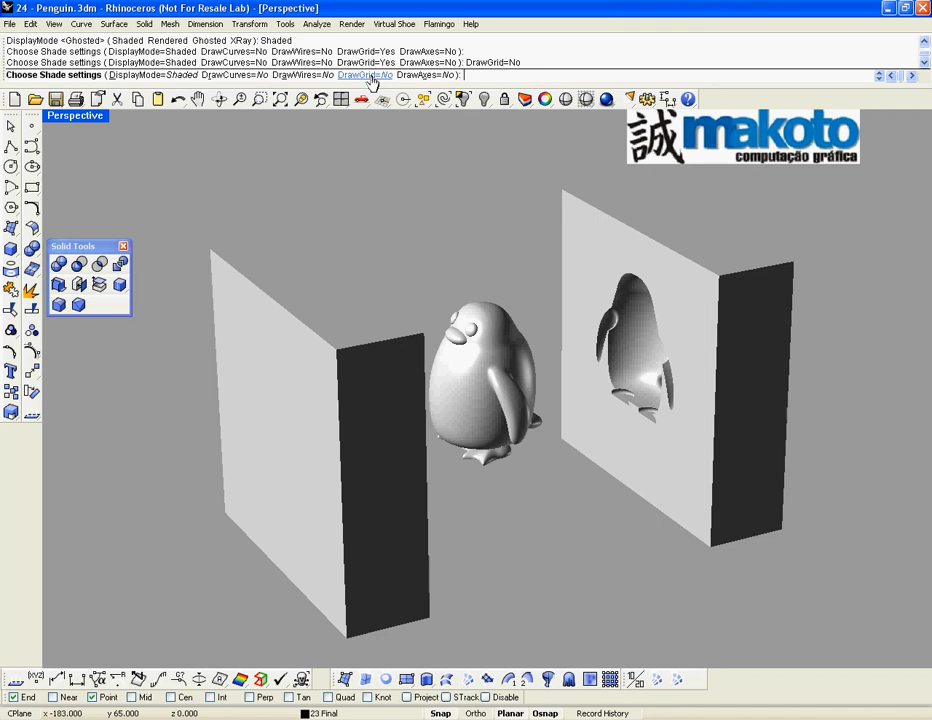 24 - Penguin.3dm - Rhinoceros (Not For Resale Lab) - [Perspective]
File Edit View Curve Surface Solid Mesh Dimension Transform Tools Analyze Render Virtual Shoe Flamingo Help
DisplayMode <Ghosted> ( Shaded Rendered Ghosted XRay): Shaded
Choose Shade settings ( DisplayMode=Shaded DrawCurves=No DrawWires=No DrawGrid=Yes DrawAxes=No ):
Choose Shade settings ( DisplayMode=Shaded DrawCurves=No DrawWires=No DrawGrid=Yes DrawAxes=No ): DrawGrid=No
Choose Shade settings ( DisplayMode=Shaded DrawCurves=No DrawWires=No DrawGrid=No DrawAxes=No ):
Perspective
誠 makoto
computação gráfica
Solid Tools
End Near Point Mid Cen Int Perp Tan Quad Knot Project STrack Disable
CPlane x -183.000 y 65.000 z 0.000 23 Final Snap Ortho Planar Osnap Record History